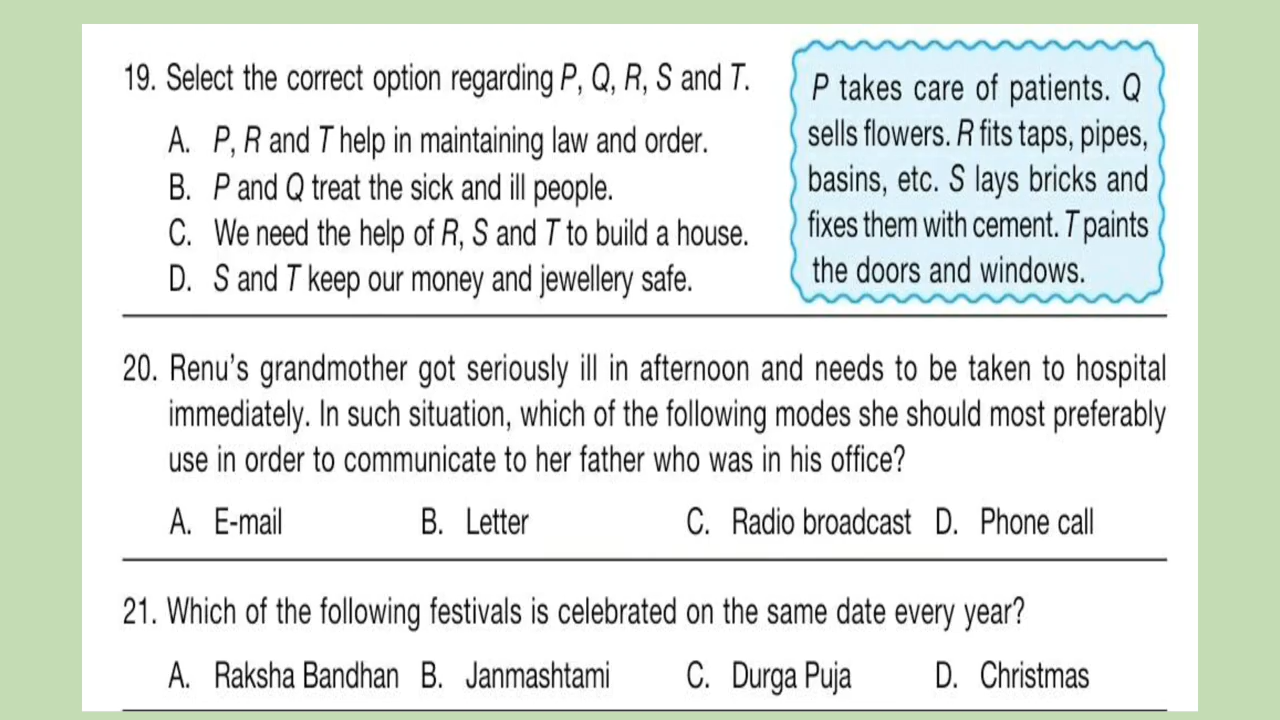 19. Select the correct option regarding P, Q, R, S and T.
A. P, R and T help in maintaining law and order.
B. P and Q treat the sick and ill people.
C. We need the help of R, S and T to build a house.
D. S and T keep our money and jewellery safe.
P takes care of patients. Q
sells flowers. R fits taps, pipes,
basins, etc. S lays bricks and
fixes them with cement. T paints
the doors and windows.
20. Renu's grandmother got seriously ill in afternoon and needs to be taken to hospital
immediately. In such situation, which of the following modes she should most preferably
use in order to communicate to her father who was in his office?
A. E-mail B. Letter C. Radio broadcast D. Phone call
21. Which of the following festivals is celebrated on the same date every year?
A. Raksha Bandhan B. Janmashtami C. Durga Puja D. Christmas